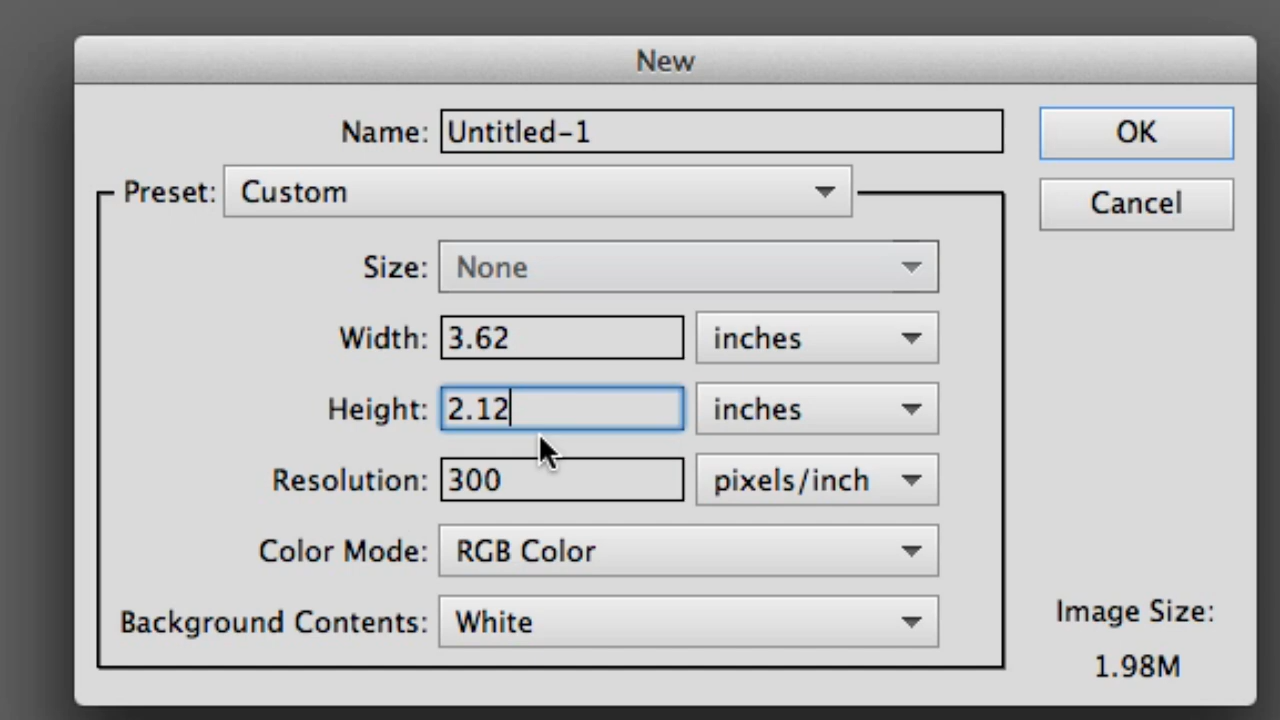 New
Name: Untitled-1
OK
Preset: Custom
Cancel
Size: None
Width: 3.62 inches
Height: 2.12 inches
Resolution: 300 pixels/inch
Color Mode: RGB Color
Background Contents: White
Image Size:
1.98M